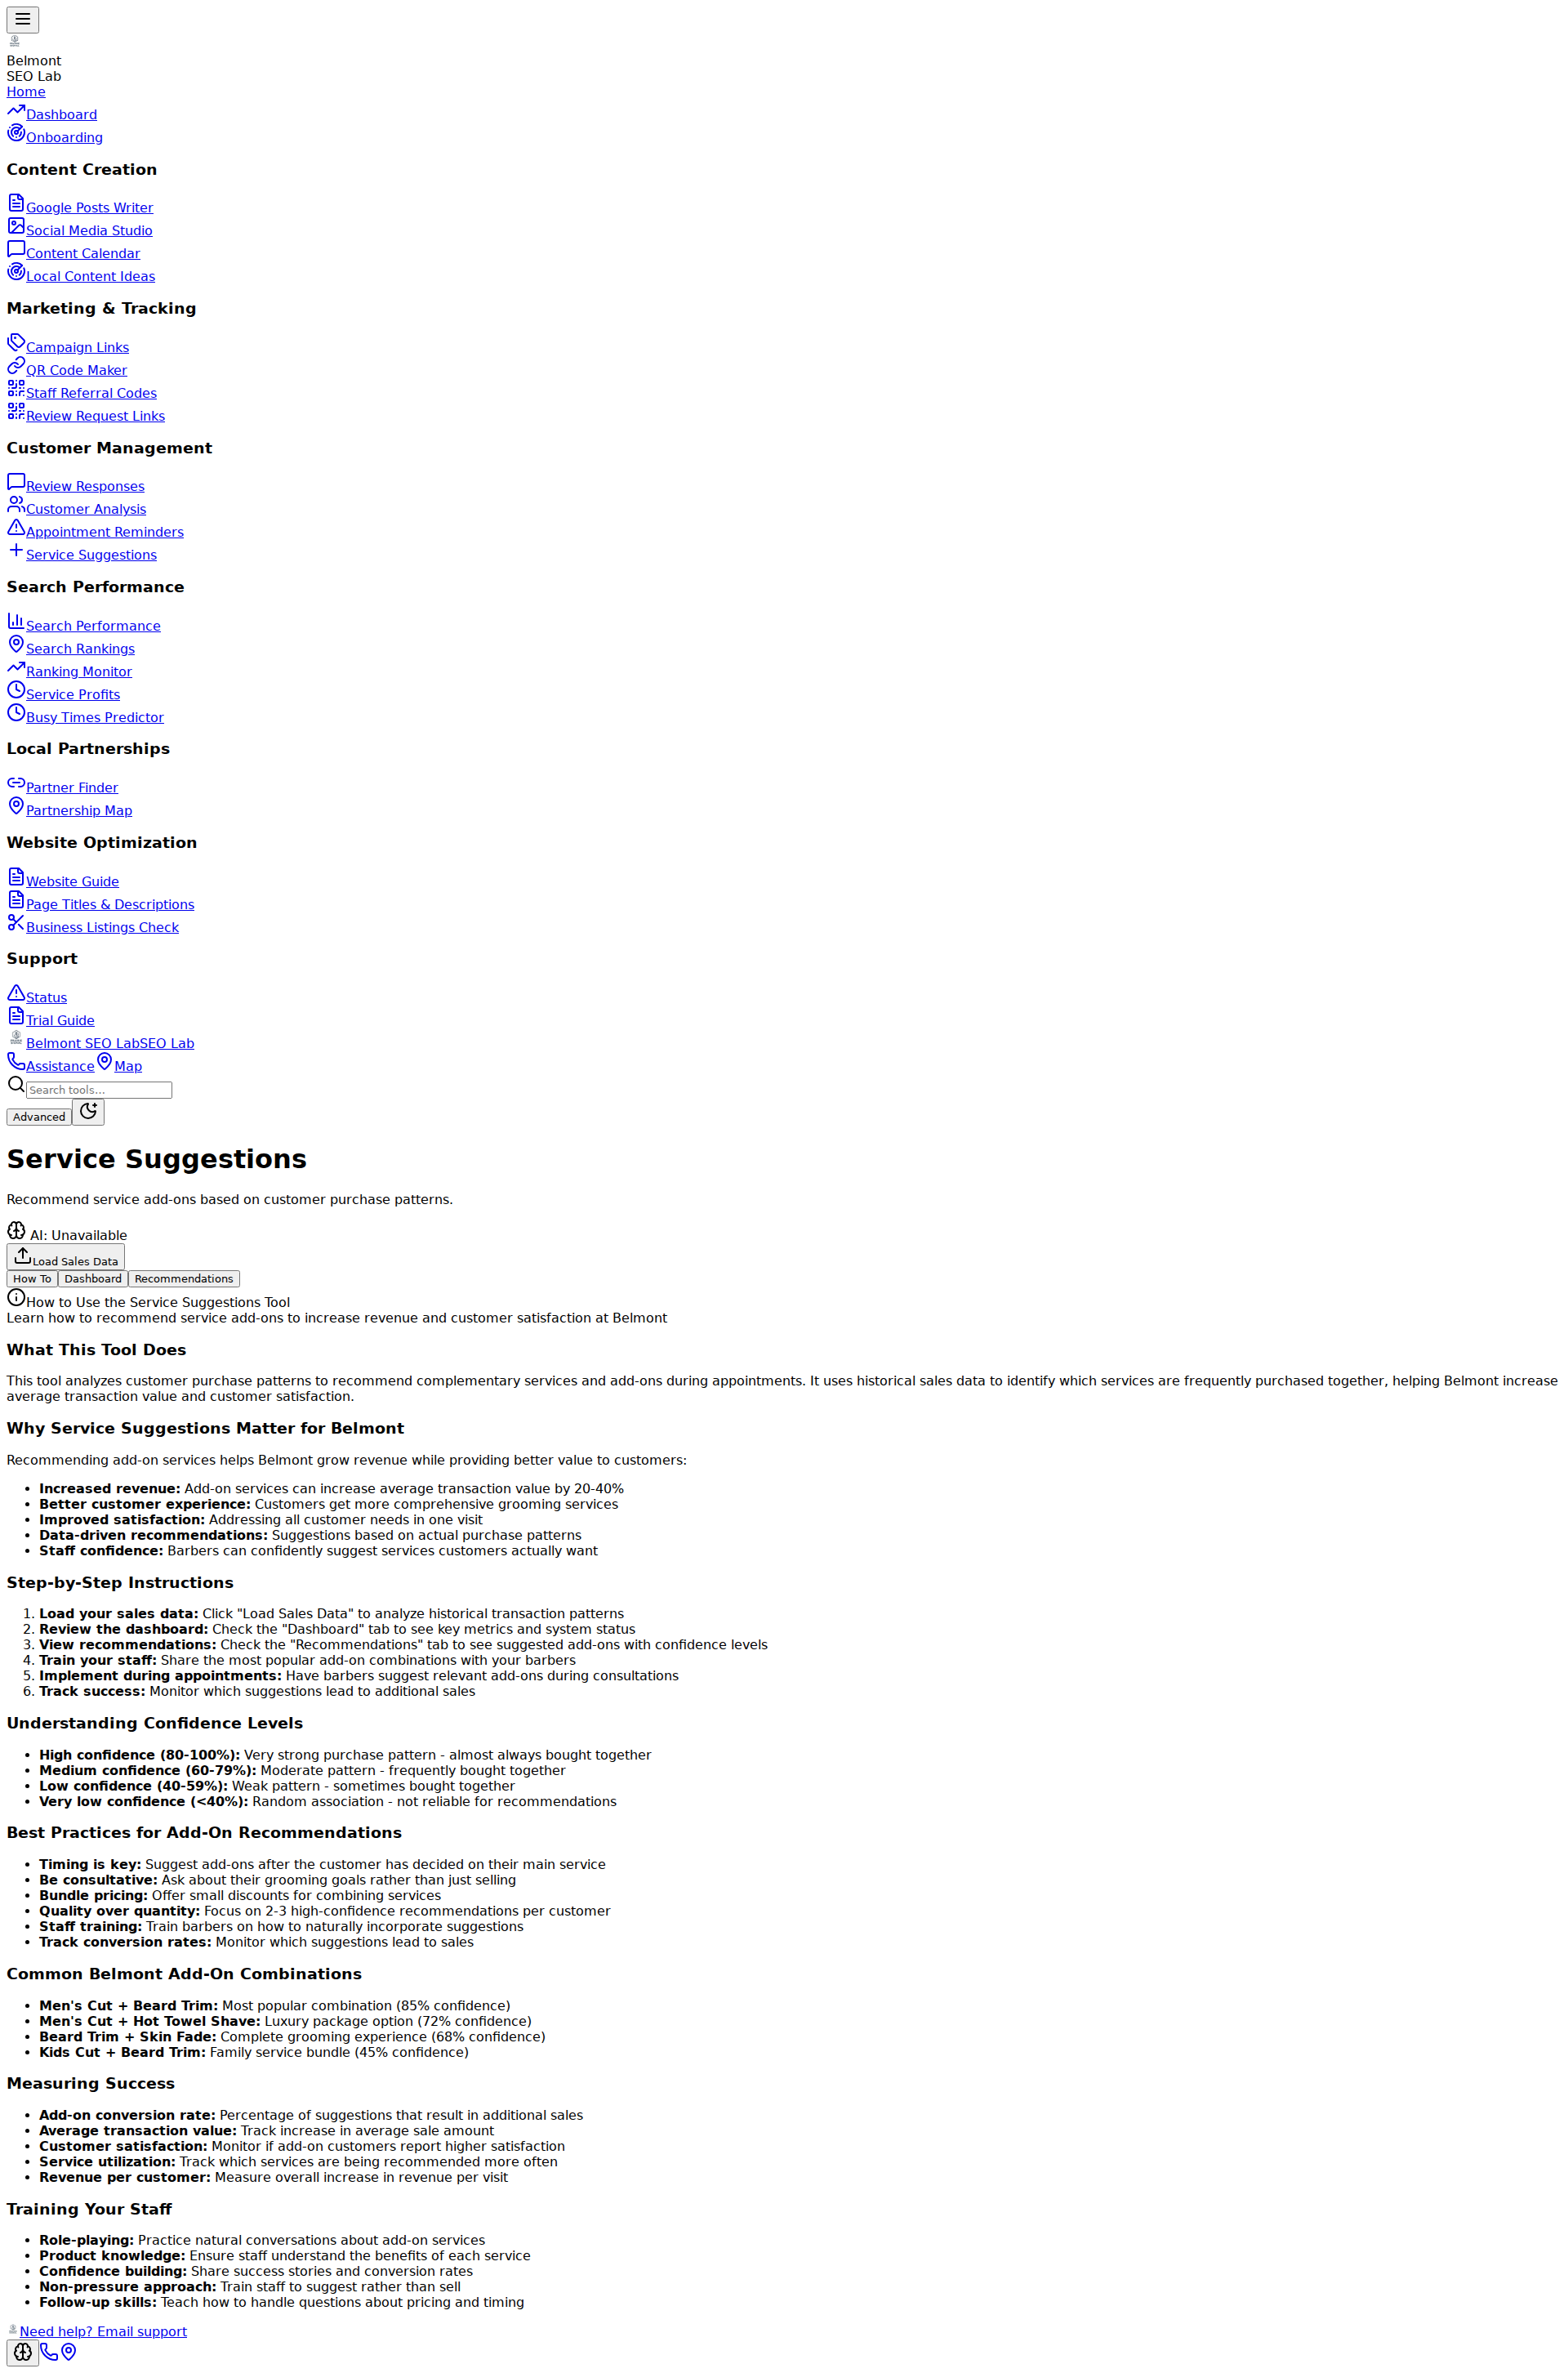 Belmont
SEO Lab
Home
Dashboard
Onboarding
Content Creation
Google Posts Writer
Social Media Studio
Content Calendar
Local Content Ideas
Marketing & Tracking
Campaign Links
QR Code Maker
Staff Referral Codes
Review Request Links
Customer Management
Review Responses
Customer Analysis
Appointment Reminders
Service Suggestions
Search Performance
Search Performance
Search Rankings
Ranking Monitor
Service Profits
Busy Times Predictor
Local Partnerships
Partner Finder
Partnership Map
Website Optimization
Website Guide
Page Titles & Descriptions
Business Listings Check
Support
Status
Trial Guide
Belmont SEO LabSEO Lab
Assistance Map
Search tools...
Advanced
Service Suggestions
Recommend service add-ons based on customer purchase patterns.
AI: Unavailable
Load Sales Data
How To Dashboard Recommendations
How to Use the Service Suggestions Tool
Learn how to recommend service add-ons to increase revenue and customer satisfaction at Belmont
What This Tool Does
This tool analyzes customer purchase patterns to recommend complementary services and add-ons during appointments. It uses historical sales data to identify which services are frequently purchased together, helping Belmont increase
average transaction value and customer satisfaction.
Why Service Suggestions Matter for Belmont
Recommending add-on services helps Belmont grow revenue while providing better value to customers:
• Increased revenue: Add-on services can increase average transaction value by 20-40%
• Better customer experience: Customers get more comprehensive grooming services
• Improved satisfaction: Addressing all customer needs in one visit
• Data-driven recommendations: Suggestions based on actual purchase patterns
• Staff confidence: Barbers can confidently suggest services customers actually want
Step-by-Step Instructions
1. Load your sales data: Click "Load Sales Data" to analyze historical transaction patterns
2. Review the dashboard: Check the "Dashboard" tab to see key metrics and system status
3. View recommendations: Check the "Recommendations" tab to see suggested add-ons with confidence levels
4. Train your staff: Share the most popular add-on combinations with your barbers
5. Implement during appointments: Have barbers suggest relevant add-ons during consultations
6. Track success: Monitor which suggestions lead to additional sales
Understanding Confidence Levels
• High confidence (80-100%): Very strong purchase pattern - almost always bought together
• Medium confidence (60-79%): Moderate pattern - frequently bought together
• Low confidence (40-59%): Weak pattern - sometimes bought together
• Very low confidence (<40%): Random association - not reliable for recommendations
Best Practices for Add-On Recommendations
• Timing is key: Suggest add-ons after the customer has decided on their main service
• Be consultative: Ask about their grooming goals rather than just selling
• Bundle pricing: Offer small discounts for combining services
• Quality over quantity: Focus on 2-3 high-confidence recommendations per customer
• Staff training: Train barbers on how to naturally incorporate suggestions
• Track conversion rates: Monitor which suggestions lead to sales
Common Belmont Add-On Combinations
• Men's Cut + Beard Trim: Most popular combination (85% confidence)
• Men's Cut + Hot Towel Shave: Luxury package option (72% confidence)
• Beard Trim + Skin Fade: Complete grooming experience (68% confidence)
• Kids Cut + Beard Trim: Family service bundle (45% confidence)
Measuring Success
• Add-on conversion rate: Percentage of suggestions that result in additional sales
• Average transaction value: Track increase in average sale amount
• Customer satisfaction: Monitor if add-on customers report higher satisfaction
• Service utilization: Track which services are being recommended more often
• Revenue per customer: Measure overall increase in revenue per visit
Training Your Staff
• Role-playing: Practice natural conversations about add-on services
• Product knowledge: Ensure staff understand the benefits of each service
• Confidence building: Share success stories and conversion rates
• Non-pressure approach: Train staff to suggest rather than sell
• Follow-up skills: Teach how to handle questions about pricing and timing
Need help? Email support